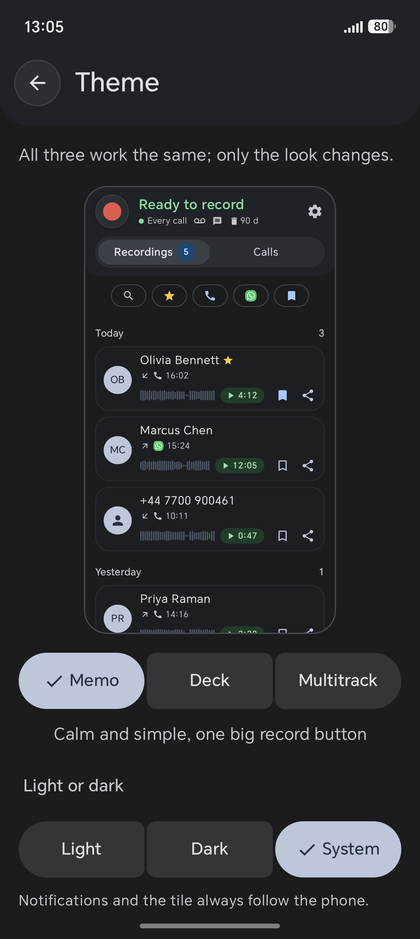 13:05
80
Theme
All three work the same; only the look changes.
Ready to record
Every call 90 d
Recordings 5 Calls
Today 3
OB Olivia Bennett
16:02
4:12
MC Marcus Chen
15:24
12:05
+44 7700 900461
10:11
0:47
Yesterday 1
PR Priya Raman
14:16
Memo Deck Multitrack
Calm and simple, one big record button
Light or dark
Light Dark System
Notifications and the tile always follow the phone.